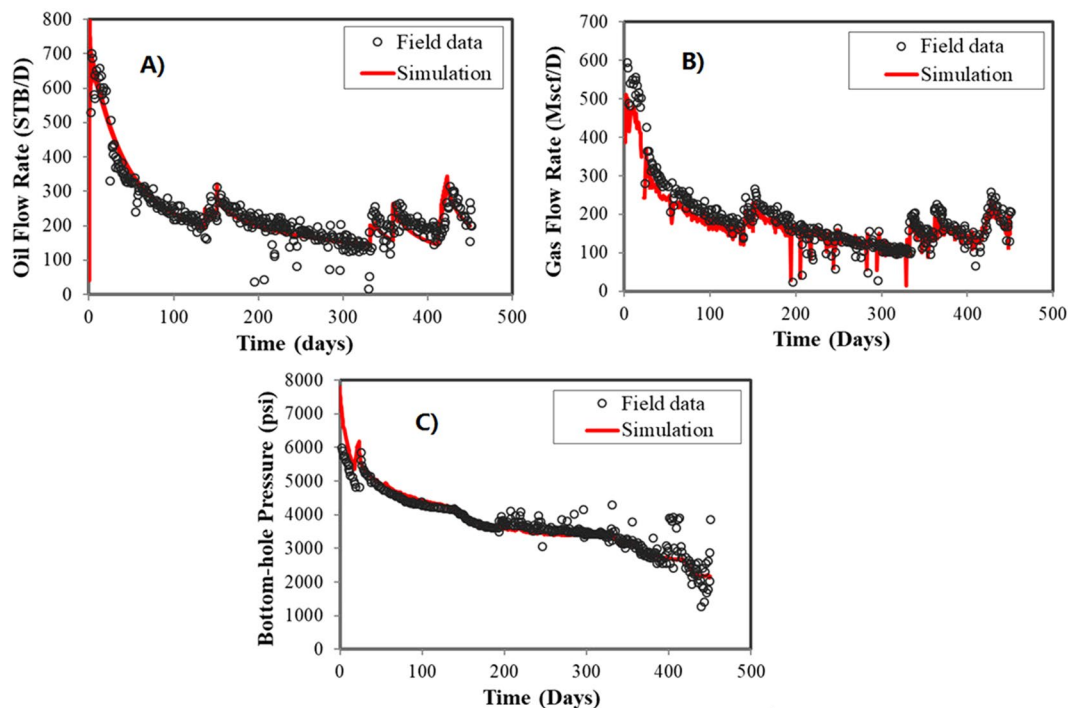 A)
Field data
Simulation
Oil Flow Rate (STB/D)
800
700
600
500
400
300
200
100
0
0 100 200 300 400 500
Time (days)
B)
Field data
Simulation
Gas Flow Rate (Mscf/D)
700
600
500
400
300
200
100
0
0 100 200 300 400 500
Time (Days)
C)
Field data
Simulation
Bottom-hole Pressure (psi)
8000
7000
6000
5000
4000
3000
2000
1000
0
0 100 200 300 400 500
Time (Days)